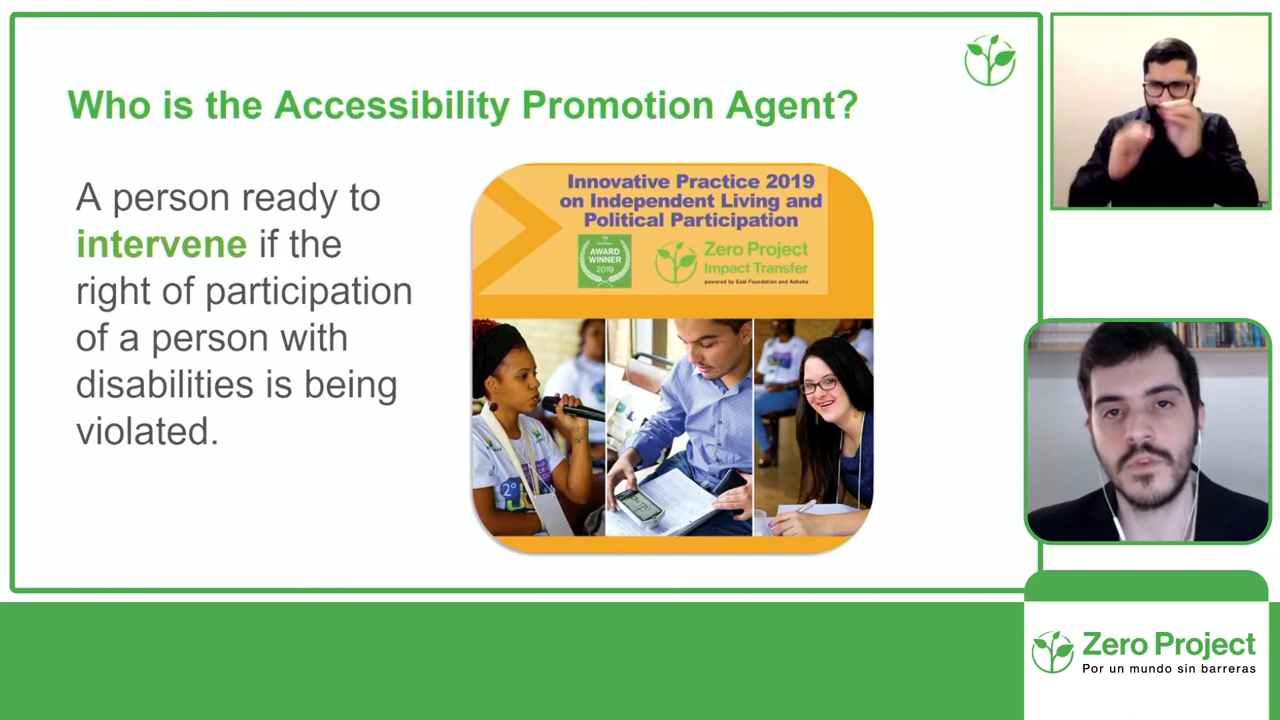 Who is the Accessibility Promotion Agent?
A person ready to
intervene if the
right of participation
of a person with
disabilities is being
violated.
Innovative Practice 2019
on Independent Living and
Political Participation
AWARD
WINNER
2019
Zero Project
Impact Transfer
powered by Essl Foundation and Ashoka
2º
Zero Project
Por un mundo sin barreras